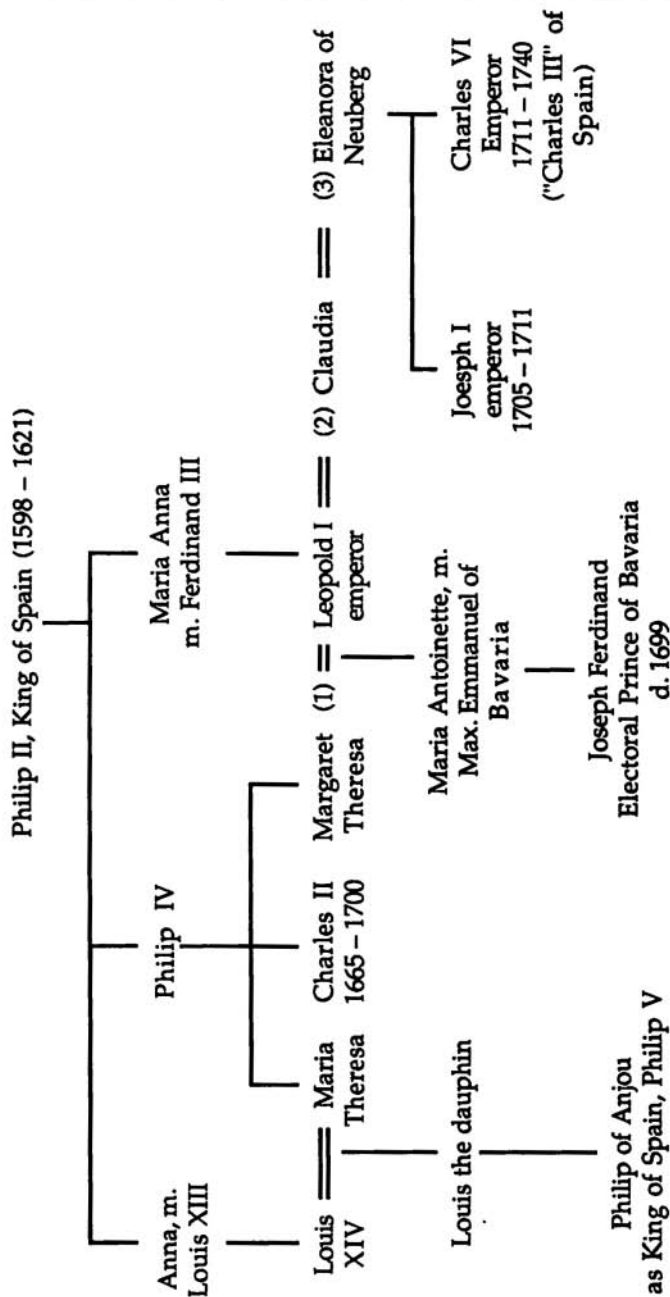 Philip II, King of Spain (1598 – 1621)
Anna, m.
Louis XIII
Philip IV
Maria Anna
m. Ferdinand III
Louis
XIV
Maria
Theresa
Charles II
1665 – 1700
Margaret
Theresa
(1)
Leopold I
emperor
(2) Claudia
(3) Eleanora of
Neuberg
Louis the dauphin
Maria Antoinette, m.
Max. Emmanuel of
Bavaria
Joesph I
emperor
1705 – 1711
Charles VI
Emperor
1711 – 1740
("Charles III" of
Spain)
Philip of Anjou
as King of Spain, Philip V
Joseph Ferdinand
Electoral Prince of Bavaria
d. 1699